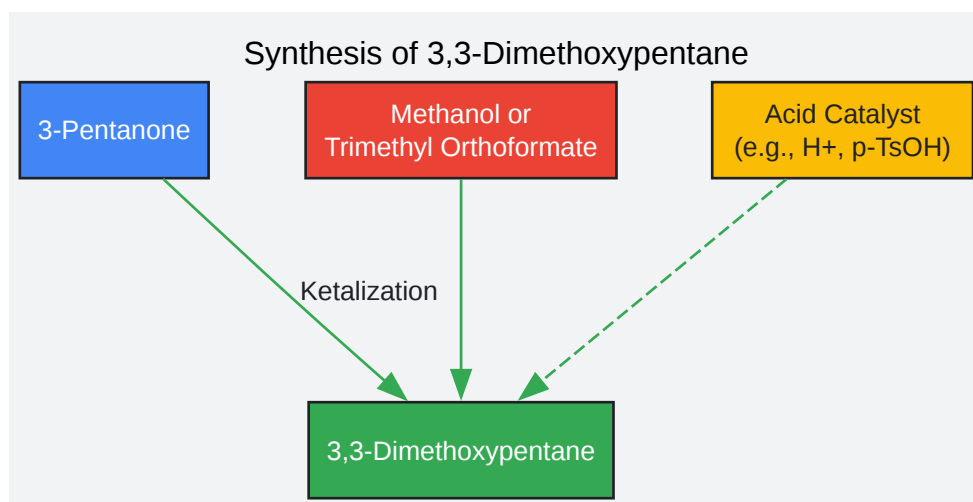 Synthesis of 3,3-Dimethoxypentane
3-Pentanone
Methanol or
Trimethyl Orthoformate
Acid Catalyst
(e.g., H+, p-TsOH)
Ketalization
3,3-Dimethoxypentane